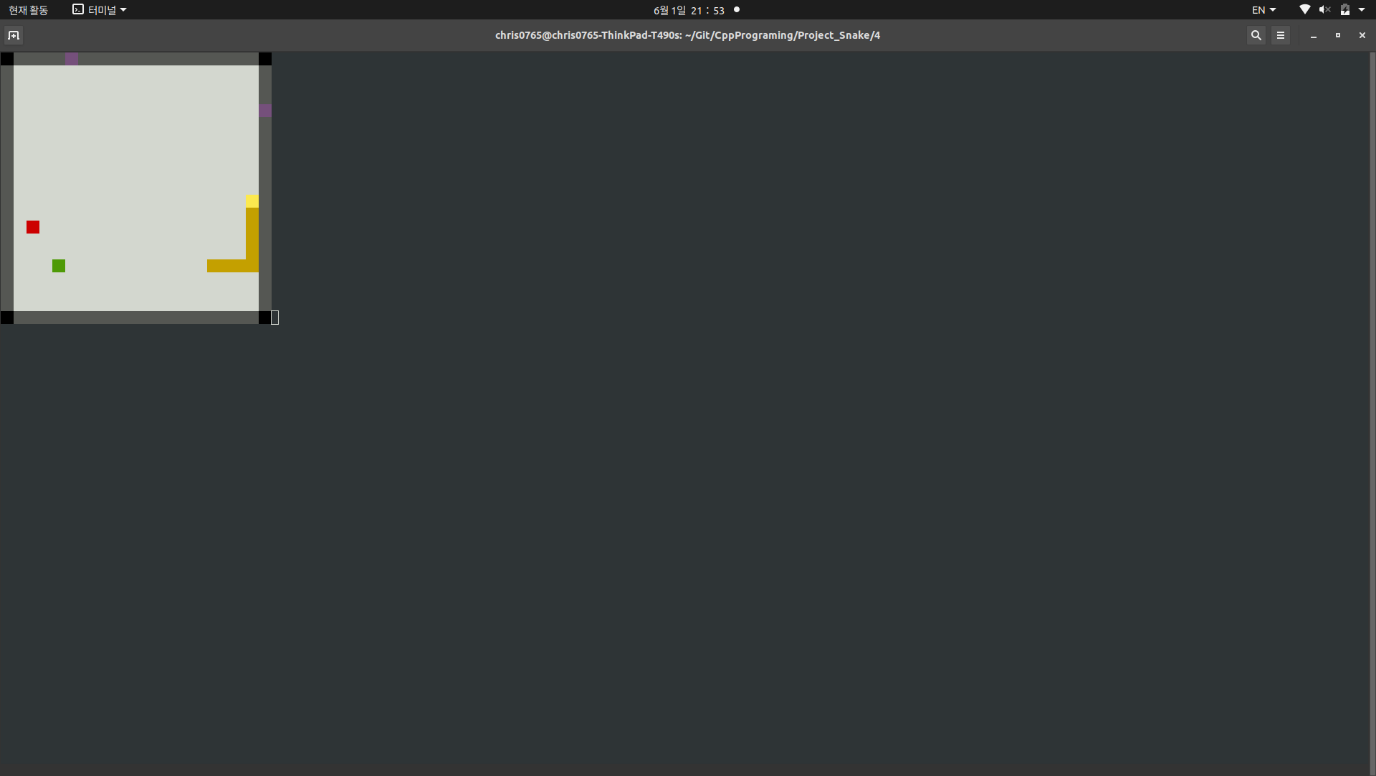 현재 활동
터미널
6월 1일 21 : 53
EN
chris0765@chris0765-ThinkPad-T490s: ~/Git/CppPrograming/Project_Snake/4